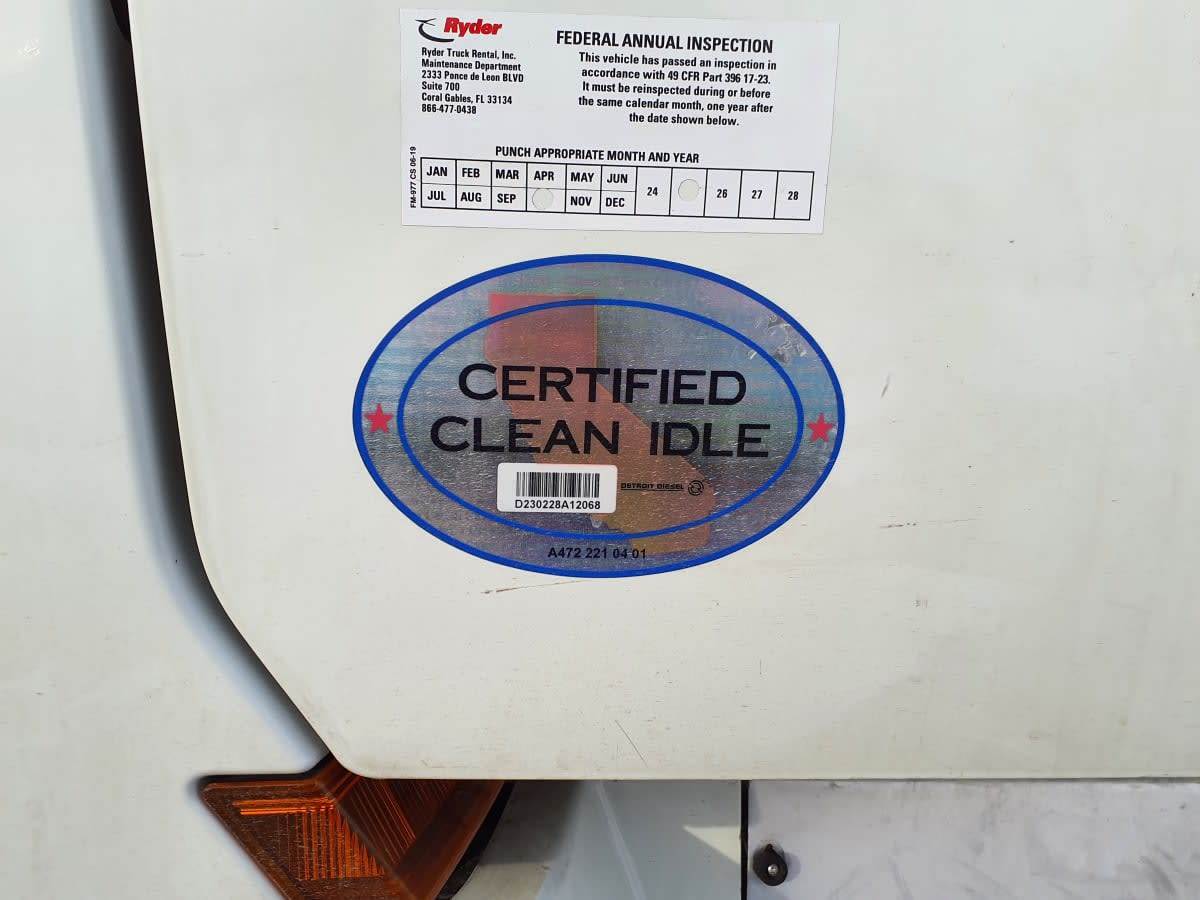 Ryder
Ryder Truck Rental, Inc.
Maintenance Department
2333 Ponce de Leon BLVD
Suite 700
Coral Gables, FL 33134
866-477-0438
FEDERAL ANNUAL INSPECTION
This vehicle has passed an inspection in
accordance with 49 CFR Part 396 17-23.
It must be reinspected during or before
the same calendar month, one year after
the date shown below.
FM-977 CS 06-19
PUNCH APPROPRIATE MONTH AND YEAR
JAN FEB MAR APR MAY JUN 24 26 27 28
JUL AUG SEP NOV DEC
CERTIFIED
CLEAN IDLE
DETROIT DIESEL
D230228A12068
A472 221 04 01